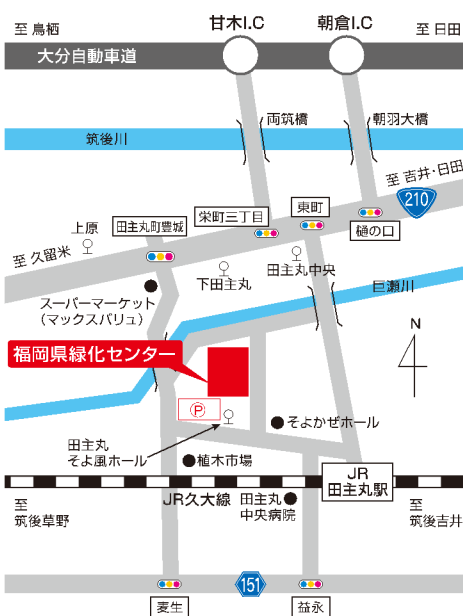 甘木I.C
朝倉I.C
至 鳥栖
至 日田
大分自動車道
両筑橋
朝羽大橋
筑後川
至 吉井・日田
210
東町
栄町三丁目
樋の口
上原
田主丸町豊城
至 久留米
下田主丸
田主丸中央
巨瀬川
スーパーマーケット
（マックスバリュ）
N
福岡県緑化センター
P
そよかぜホール
田主丸
そよ風ホール
植木市場
JR
田主丸駅
JR久大線
田主丸
中央病院
至
筑後草野
至
筑後吉井
151
麦生
益永